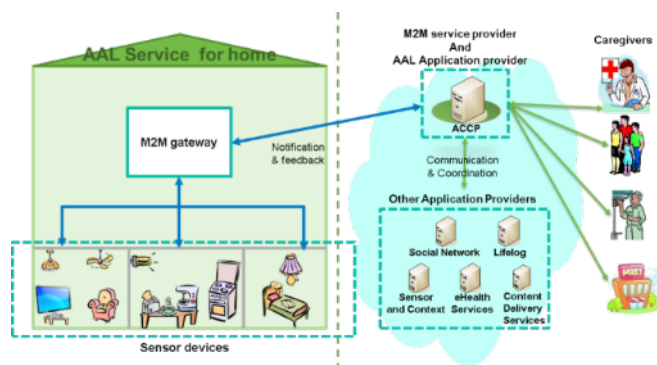 AAL Service for home
M2M gateway
Notification
& feedback
Sensor devices
M2M service provider
And
AAL Application provider
ACCP
Communication
& Coordination
Other Application Providers
Social Network
Lifelog
Sensor
and Context
eHealth
Services
Content
Delivery
Services
Caregivers